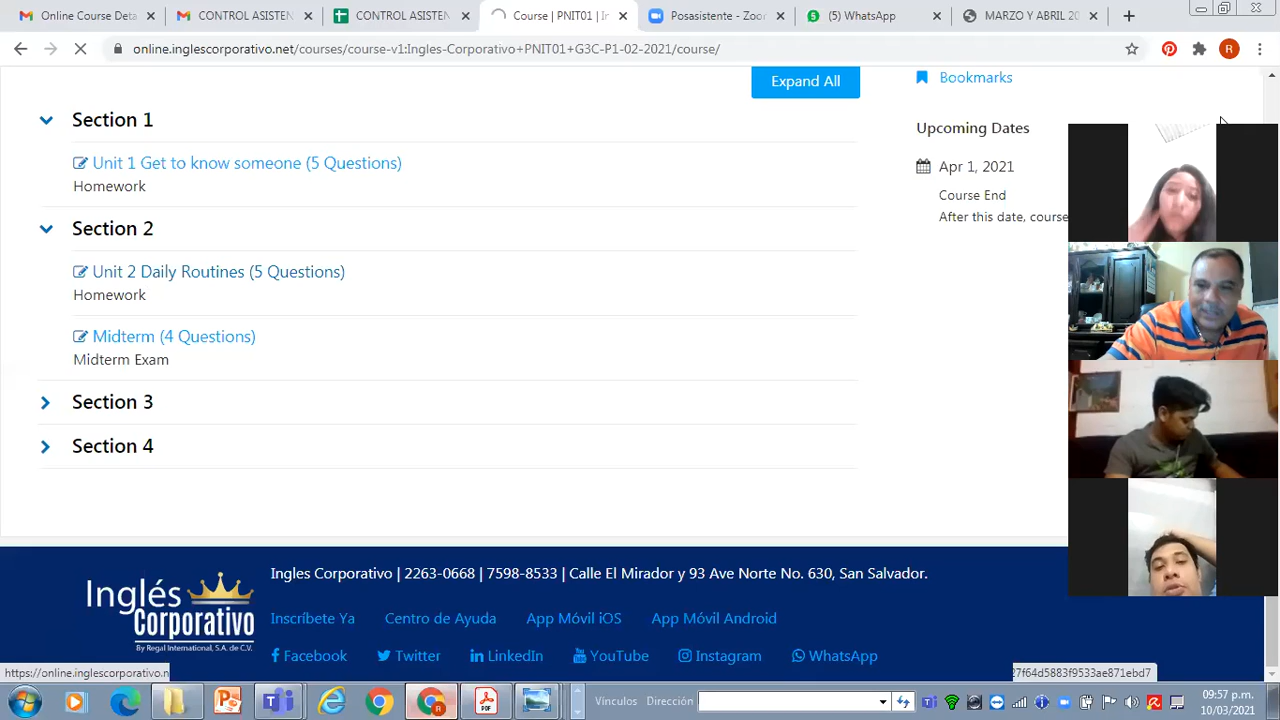 Online Course Deta
CONTROL ASISTEN
CONTROL ASISTEN
Course | PNIT01 | In
Posasistente - Zoo
(5) WhatsApp
MARZO Y ABRIL 20
online.inglescorporativo.net/courses/course-v1:Ingles-Corporativo+PNIT01+G3C-P1-02-2021/course/
R
Expand All
Bookmarks
Section 1
Upcoming Dates
Unit 1 Get to know someone (5 Questions)
Apr 1, 2021
Homework
Course End
After this date, course
Section 2
Unit 2 Daily Routines (5 Questions)
Homework
Midterm (4 Questions)
Midterm Exam
Section 3
Section 4
Inglés
Corporativo
By Regal International, S.A. de C.V.
Ingles Corporativo | 2263-0668 | 7598-8533 | Calle El Mirador y 93 Ave Norte No. 630, San Salvador.
Inscríbete Ya
Centro de Ayuda
App Móvil iOS
App Móvil Android
Facebook
Twitter
LinkedIn
YouTube
Instagram
WhatsApp
https://online.inglescorporativo.n
27f64d5883f9533ae871ebd7
Vínculos
Dirección
09:57 p.m.
10/03/2021